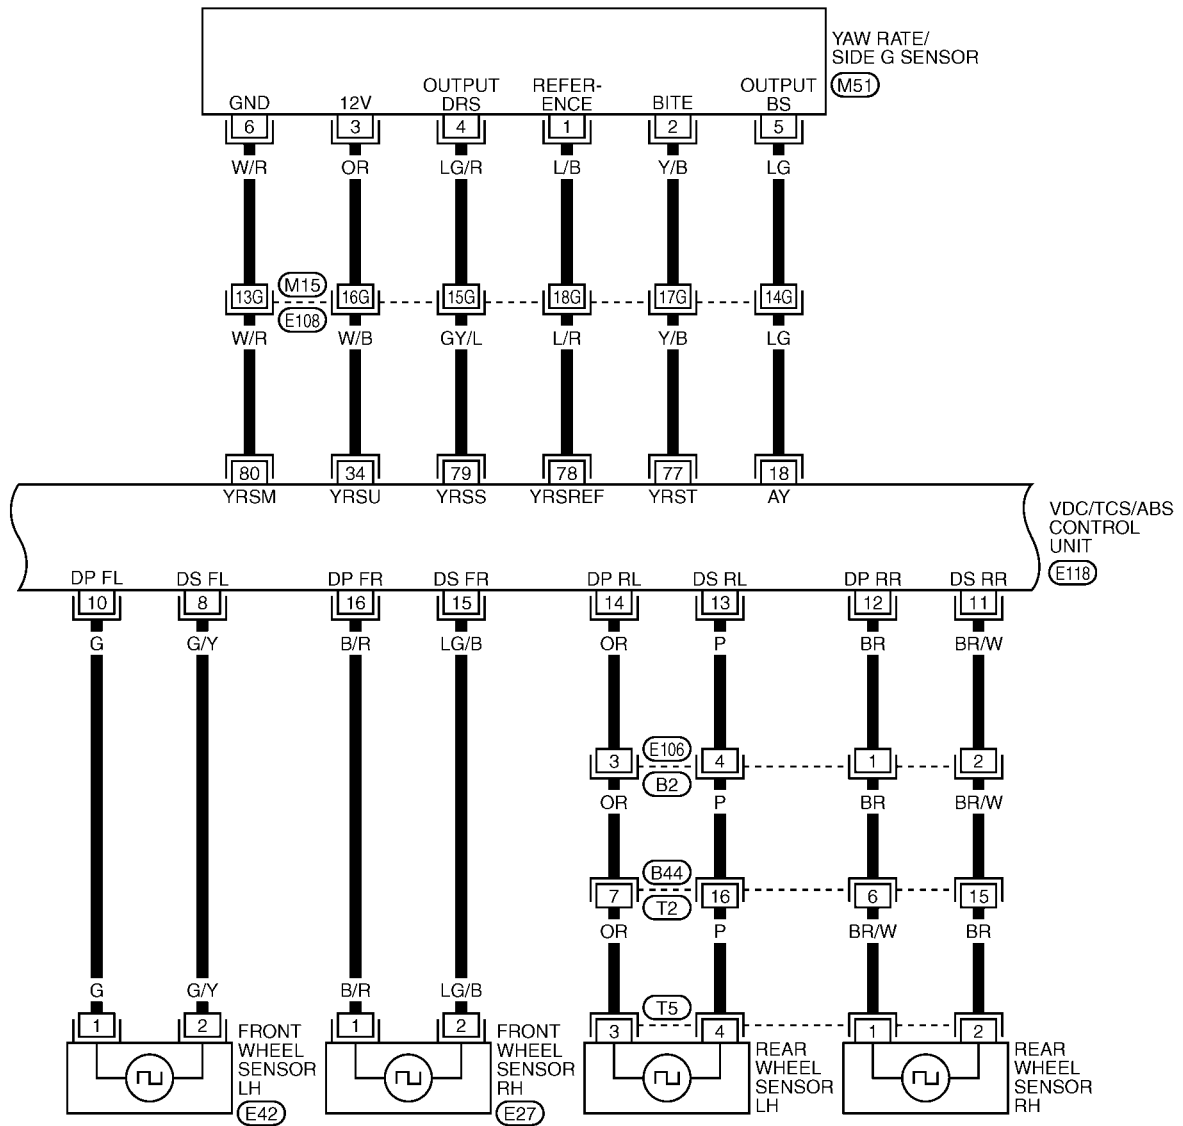 YAW RATE/
SIDE G SENSOR
M51
OUTPUT REFER- OUTPUT
GND 12V DRS ENCE BITE BS
6 3 4 1 2 5
W/R OR LG/R L/B Y/B LG
M15
13G 16G 15G 18G 17G 14G
E108
W/R W/B GY/L L/R Y/B LG
80 34 79 78 77 18
YRSM YRSU YRSS YRSREF YRST AY
VDC/TCS/ABS
CONTROL
UNIT
E118
DP FL DS FL DP FR DS FR DP RL DS RL DP RR DS RR
10 8 16 15 14 13 12 11
G G/Y B/R LG/B OR P BR BR/W
E106
3 4 1 2
B2
OR P BR BR/W
B44
7 16 6 15
T2
OR P BR/W BR
G G/Y B/R LG/B
T5
1 2 1 2 3 4 1 2
FRONT
WHEEL
SENSOR
LH
E42
FRONT
WHEEL
SENSOR
RH
E27
REAR
WHEEL
SENSOR
LH
REAR
WHEEL
SENSOR
RH